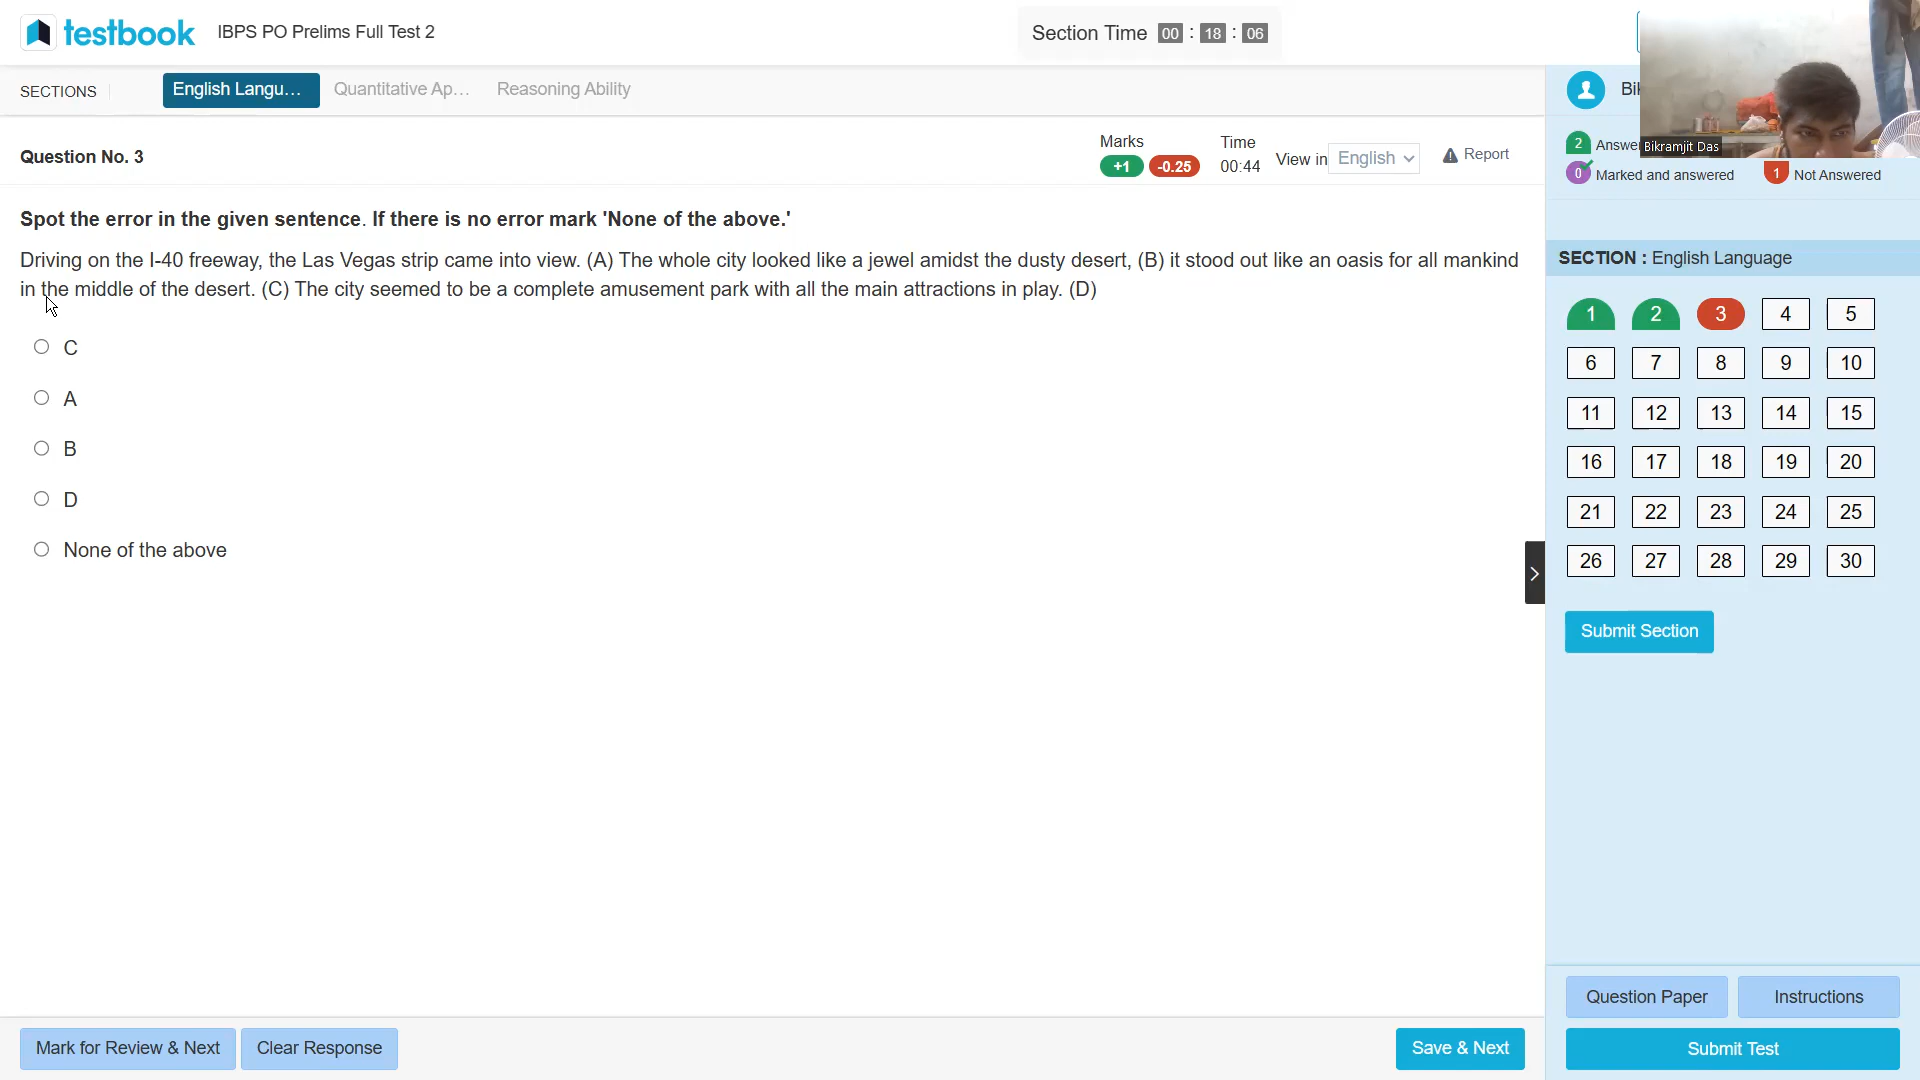 testbook
IBPS PO Prelims Full Test 2
Section Time 00 : 18 : 06
SECTIONS
English Langu...
Quantitative Ap...
Reasoning Ability
Question No. 3
Marks
+1 -0.25
Time
00:44
View in English
Report
Spot the error in the given sentence. If there is no error mark 'None of the above.'
Driving on the I-40 freeway, the Las Vegas strip came into view. (A) The whole city looked like a jewel amidst the dusty desert, (B) it stood out like an oasis for all mankind
in the middle of the desert. (C) The city seemed to be a complete amusement park with all the main attractions in play. (D)
C
A
B
D
None of the above
Mark for Review & Next
Clear Response
Save & Next
Bikramjit Das
2
0 Marked and answered
1 Not Answered
SECTION : English Language
1 2 3 4 5
6 7 8 9 10
11 12 13 14 15
16 17 18 19 20
21 22 23 24 25
26 27 28 29 30
Submit Section
Question Paper
Instructions
Submit Test